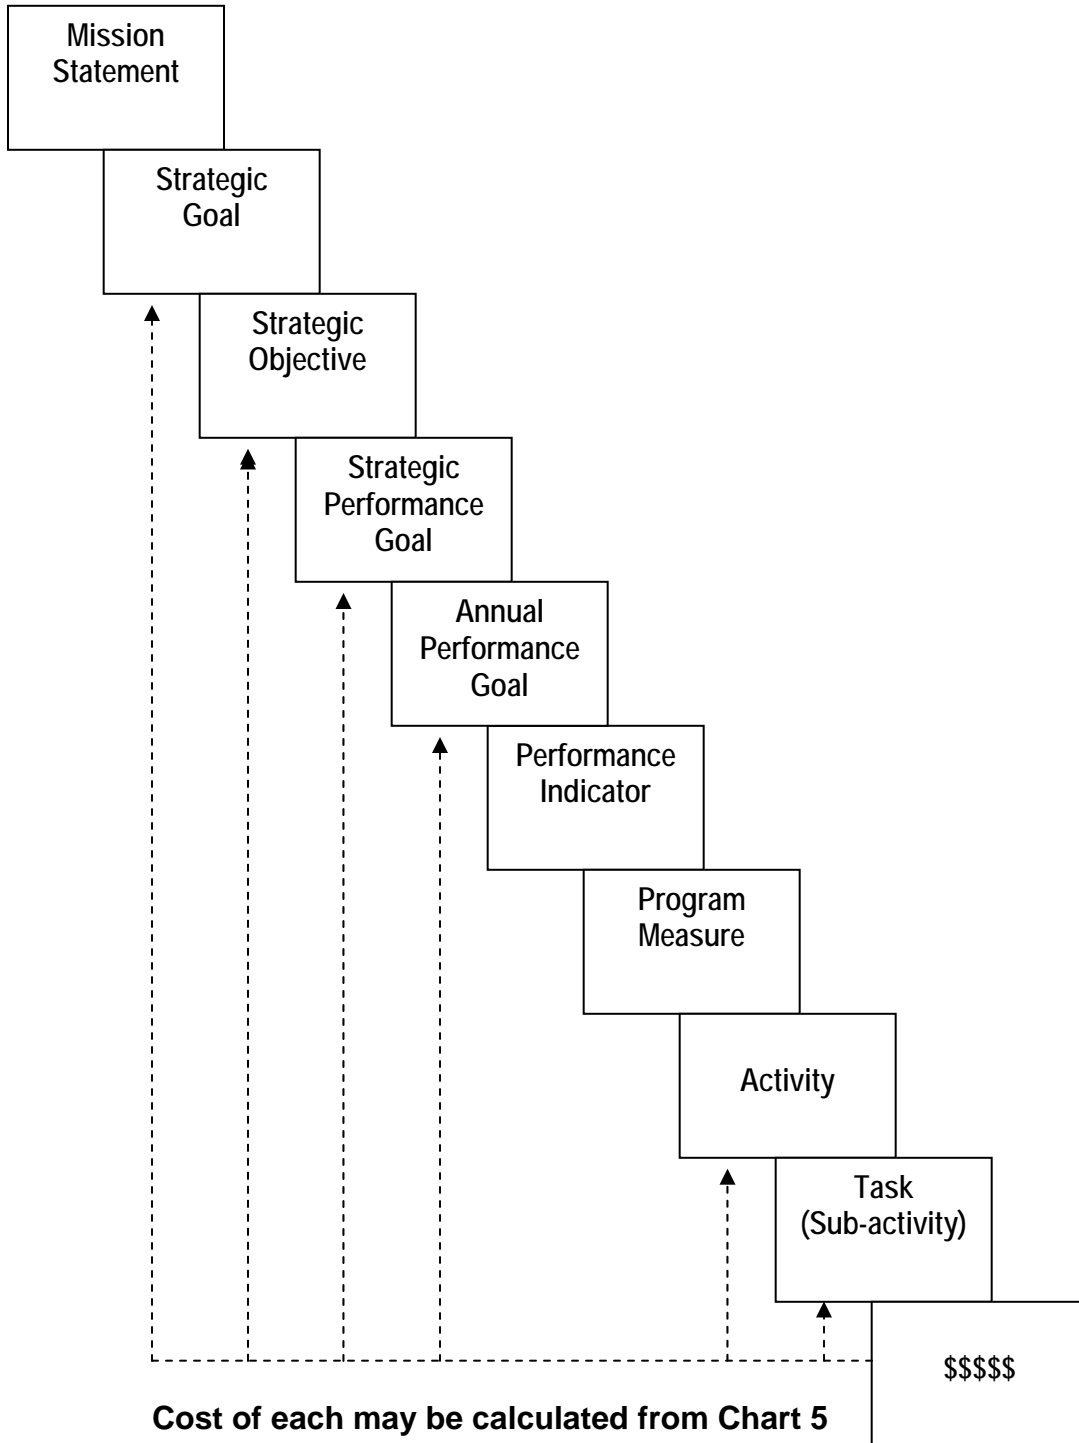 Mission
Statement
Strategic
Goal
Strategic
Objective
Strategic
Performance
Goal
Annual
Performance
Goal
Performance
Indicator
Program
Measure
Activity
Task
(Sub-activity)
$$$$$
Cost of each may be calculated from Chart 5